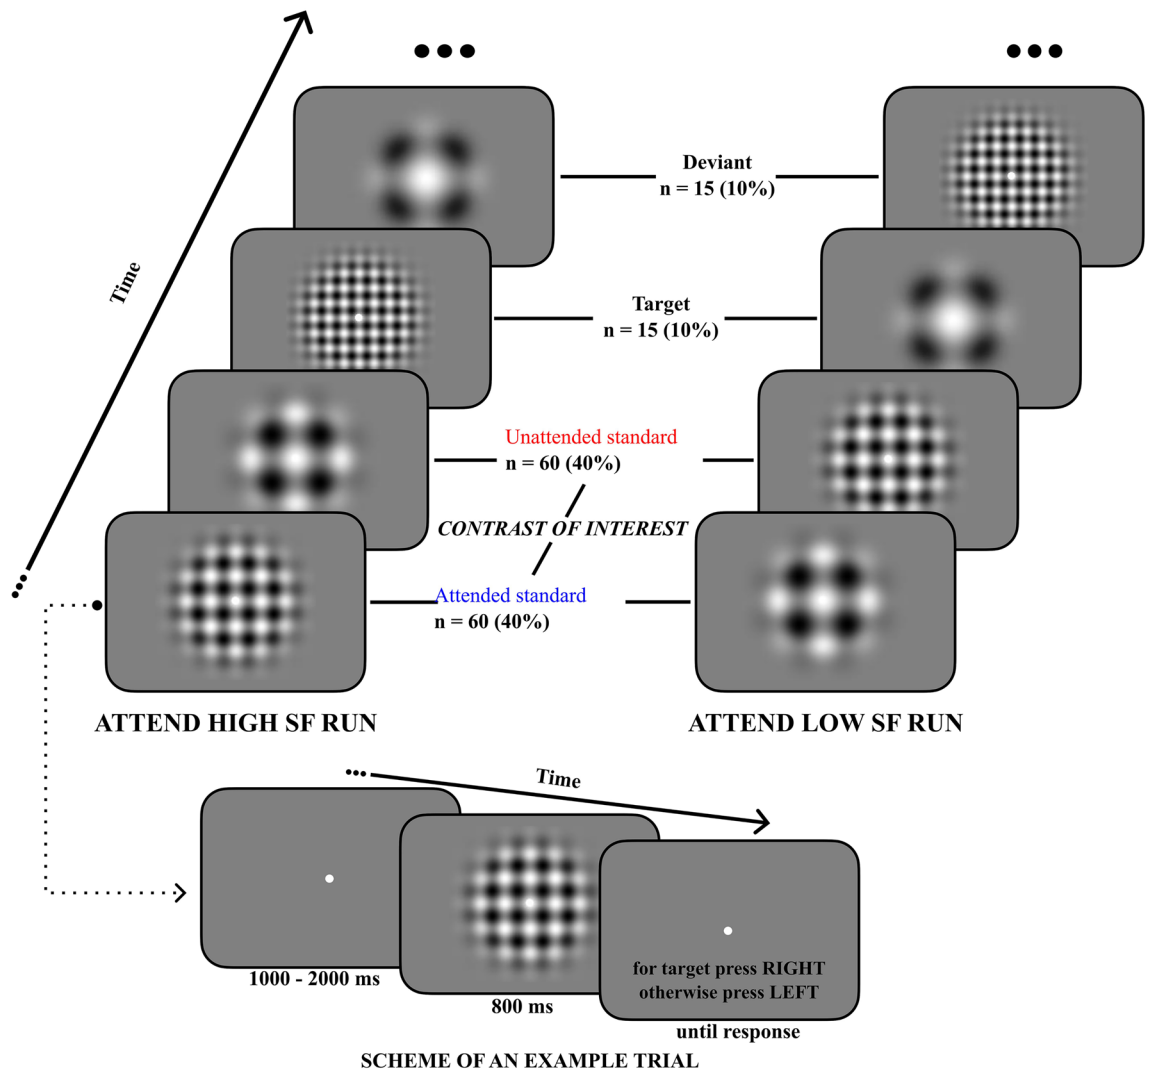 Time
Deviant
n = 15 (10%)
Target
n = 15 (10%)
Unattended standard
n = 60 (40%)
CONTRAST OF INTEREST
Attended standard
n = 60 (40%)
ATTEND HIGH SF RUN
ATTEND LOW SF RUN
Time
1000 - 2000 ms
800 ms
for target press RIGHT
otherwise press LEFT
until response
SCHEME OF AN EXAMPLE TRIAL